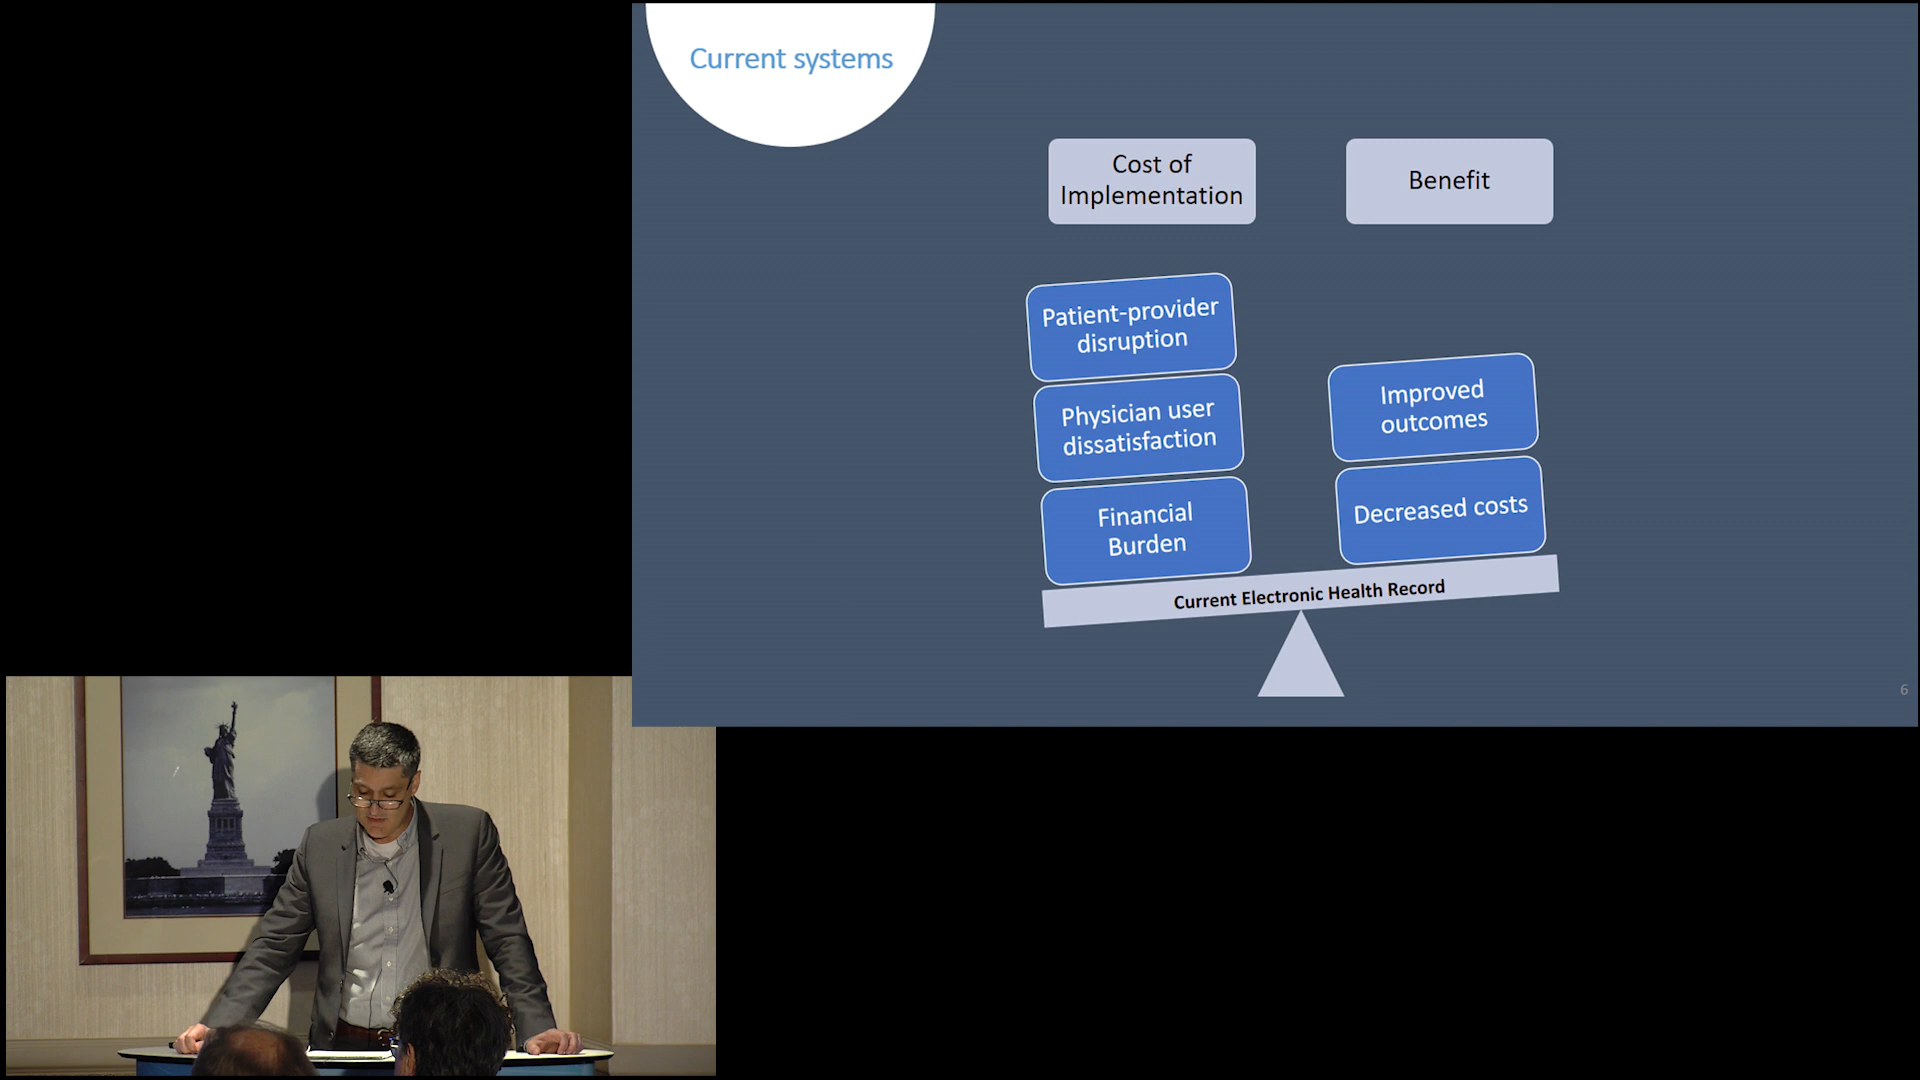 Current systems
Cost of
Implementation
Benefit
Patient-provider
disruption
Physician user
dissatisfaction
Financial
Burden
Improved
outcomes
Decreased costs
Current Electronic Health Record
6